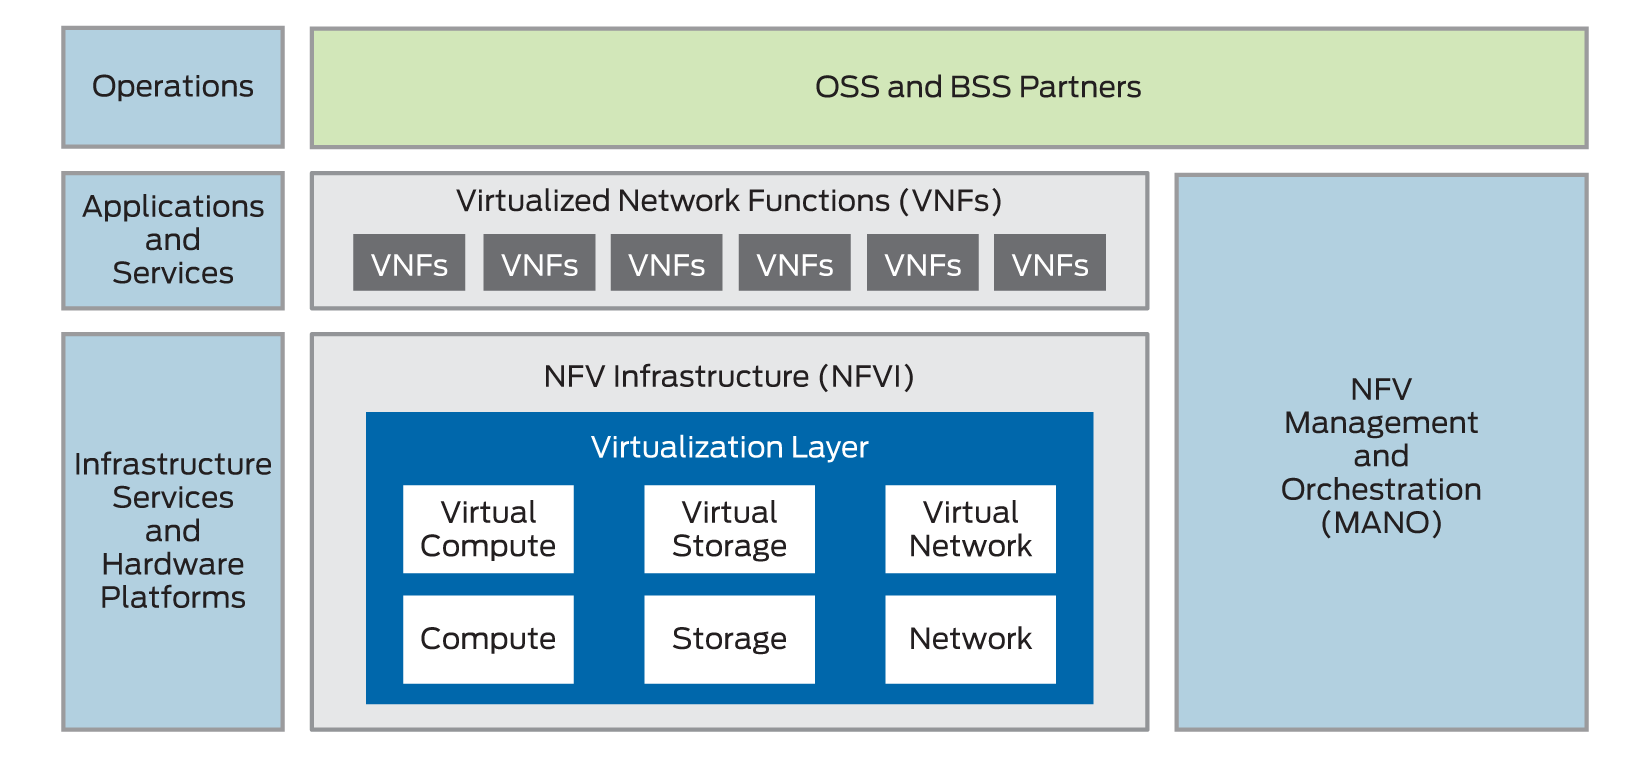 Operations
OSS and BSS Partners
Applications
and
Services
Virtualized Network Functions (VNFs)
VNFs
VNFs
VNFs
VNFs
VNFs
VNFs
Infrastructure
Services
and
Hardware
Platforms
NFV Infrastructure (NFVI)
Virtualization Layer
Virtual
Compute
Virtual
Storage
Virtual
Network
Compute
Storage
Network
NFV
Management
and
Orchestration
(MANO)